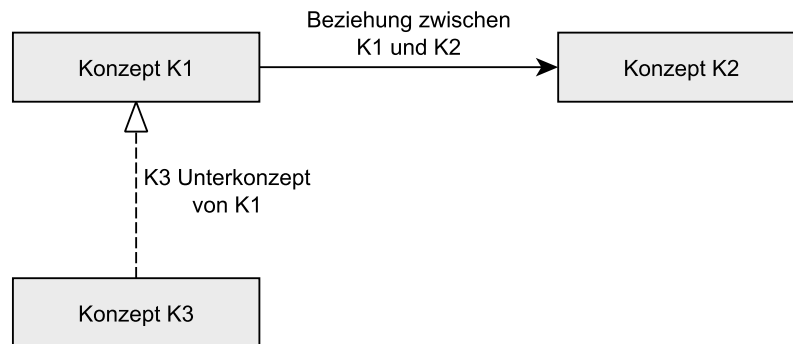 Beziehung zwischen
K1 und K2
Konzept K1
Konzept K2
K3 Unterkonzept
von K1
Konzept K3